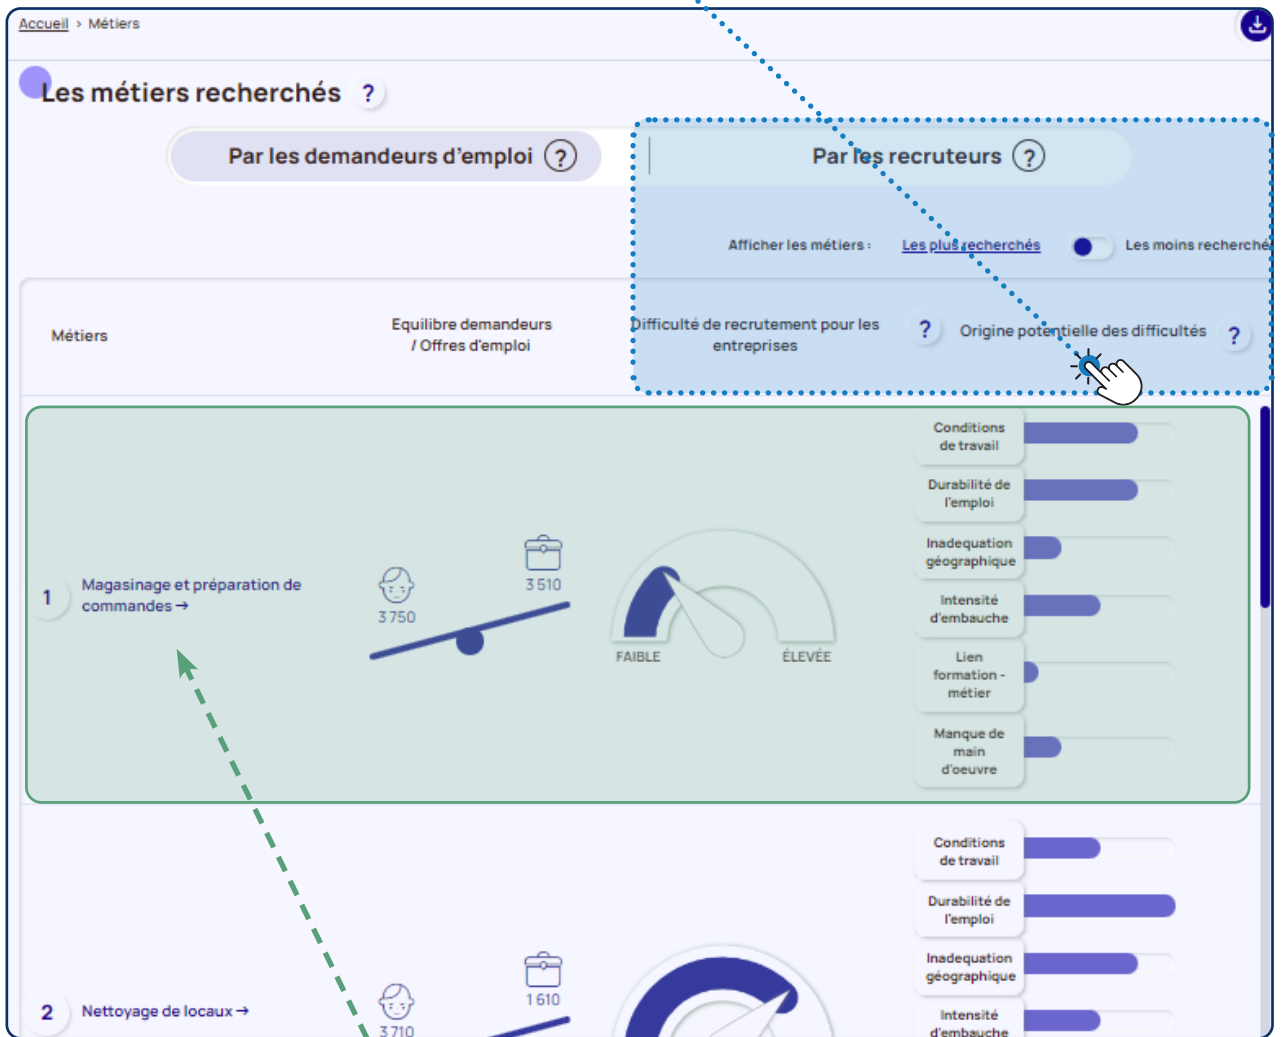 Accueil > Métiers
Les métiers recherchés ?
Par les demandeurs d'emploi ?
Par les recruteurs ?
Afficher les métiers :
Les plus recherchés
Les moins recherché
Métiers
Equilibre demandeurs
/ Offres d'emploi
Difficulté de recrutement pour les
entreprises
?
Origine potentielle des difficultés
?
1
Magasinage et préparation de
commandes →
3 750
3 510
FAIBLE
ÉLEVÉE
Conditions
de travail
Durabilité de
l'emploi
Inadequation
géographique
Intensité
d'embauche
Lien
formation -
métier
Manque de
main
d'oeuvre
2
Nettoyage de locaux →
3 710
1 610
Conditions
de travail
Durabilité de
l'emploi
Inadequation
géographique
Intensité
d'embauche